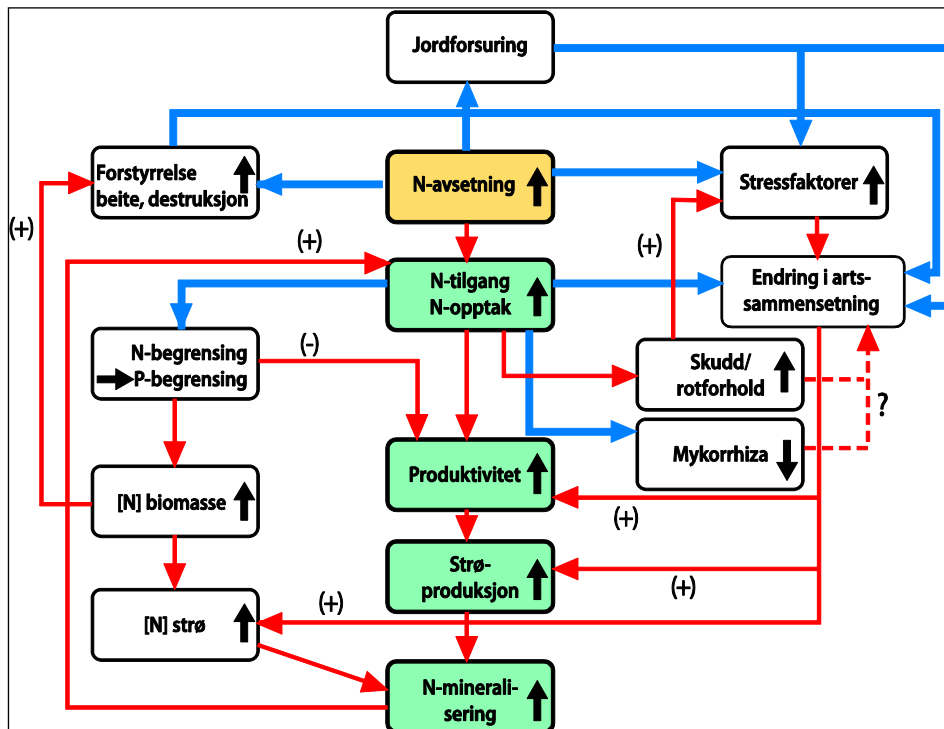 Jordforsuring
Forstyrrelse
beite, destruksjon
N-avsetning
Stressfaktorer
(+)
(+)
(+)
N-tilgang
N-opptak
Endring i arts-
sammensetning
N-begrensing
P-begrensing
(-)
Skudd/
rotforhold
?
Mykorrhiza
Produktivitet
[N] biomasse
(+)
Strø-
produksjon
(+)
[N] strø
(+)
N-minerali-
sering